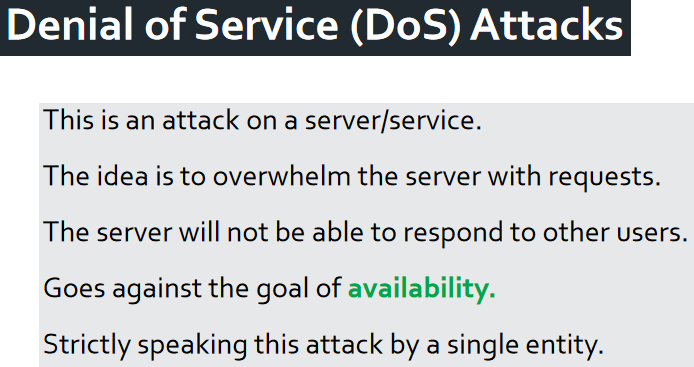 Denial of Service (DoS) Attacks
This is an attack on a server/service.
The idea is to overwhelm the server with requests.
The server will not be able to respond to other users.
Goes against the goal of availability.
Strictly speaking this attack by a single entity.